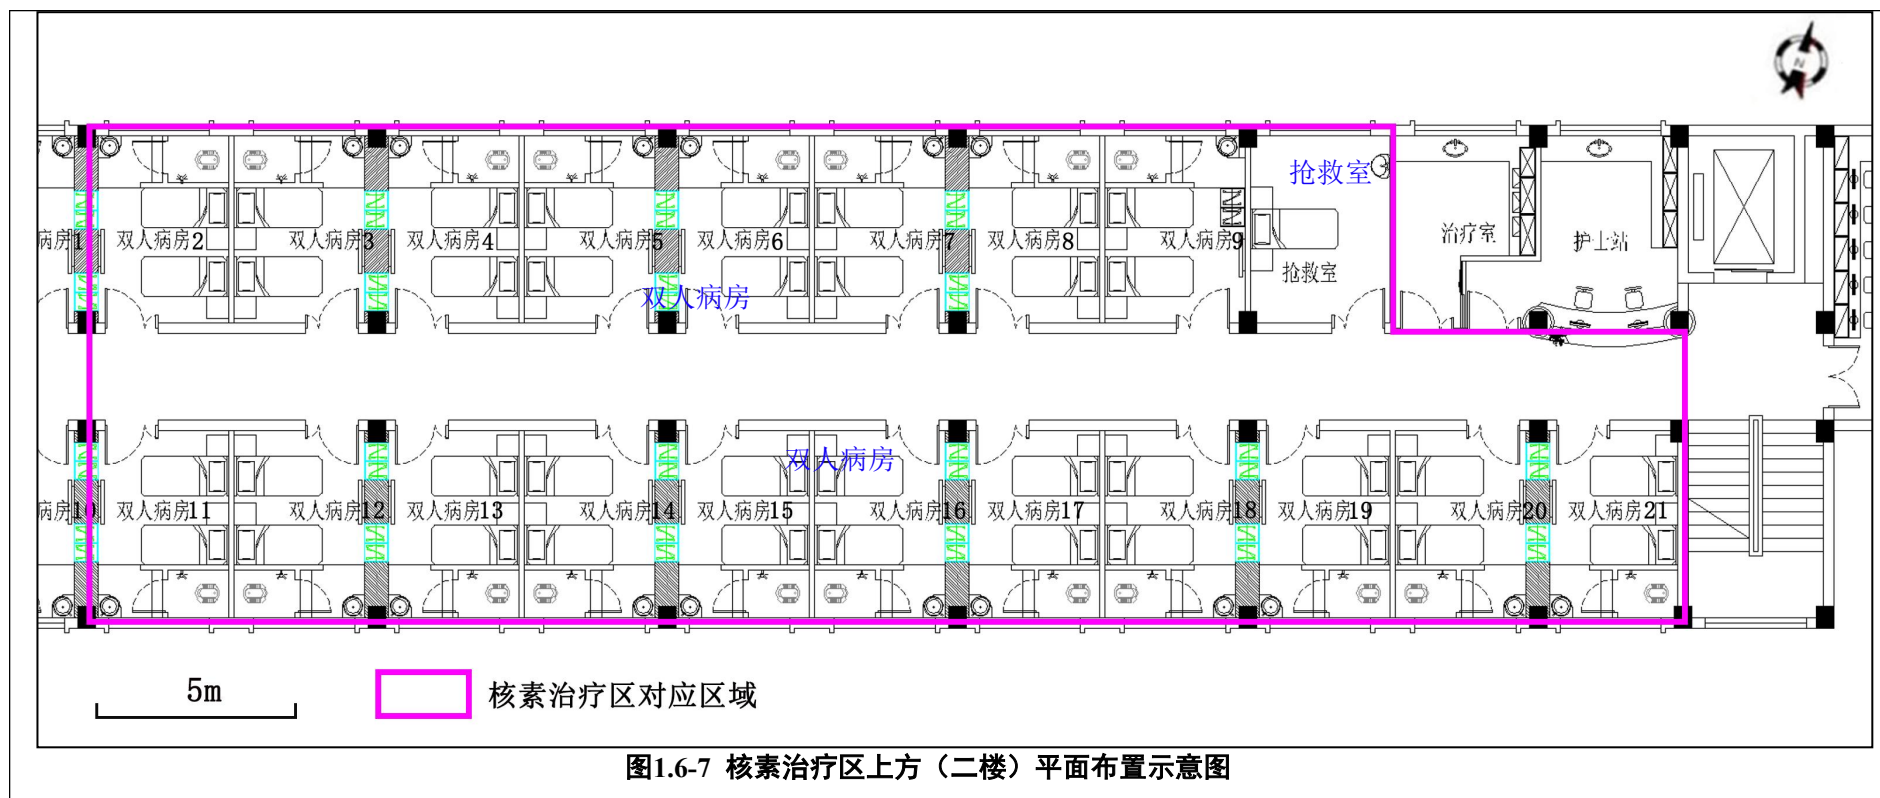 N
抢救室
病房1 双人病房2 双人病房3 双人病房4 双人病房5 双人病房6 双人病房7 双人病房8 双人病房9 治疗室 护士站
抢救室
双人病房
双人病房
病房10 双人病房11 双人病房12 双人病房13 双人病房14 双人病房15 双人病房16 双人病房17 双人病房18 双人病房19 双人病房20 双人病房21
5m 核素治疗区对应区域
图1.6-7 核素治疗区上方（二楼）平面布置示意图